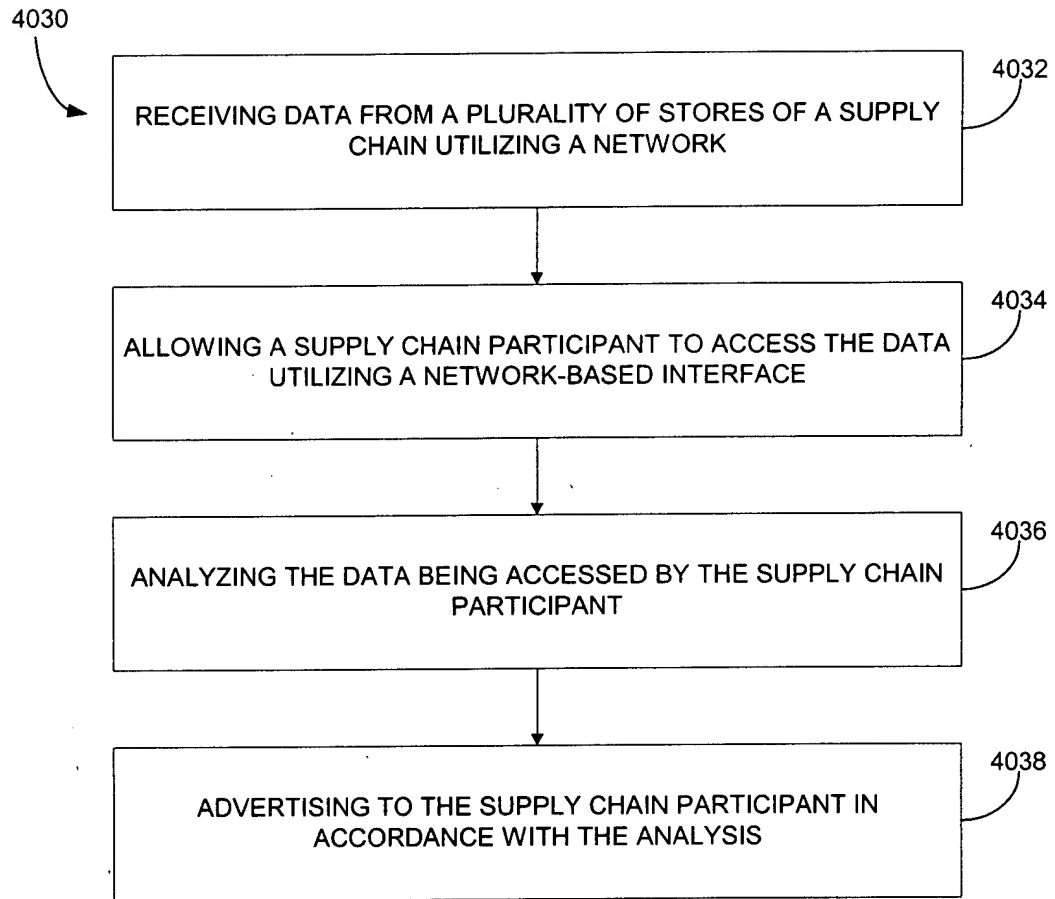 4030
4032
RECEIVING DATA FROM A PLURALITY OF STORES OF A SUPPLY
CHAIN UTILIZING A NETWORK
4034
ALLOWING A SUPPLY CHAIN PARTICIPANT TO ACCESS THE DATA
UTILIZING A NETWORK-BASED INTERFACE
4036
ANALYZING THE DATA BEING ACCESSED BY THE SUPPLY CHAIN
PARTICIPANT
4038
ADVERTISING TO THE SUPPLY CHAIN PARTICIPANT IN
ACCORDANCE WITH THE ANALYSIS